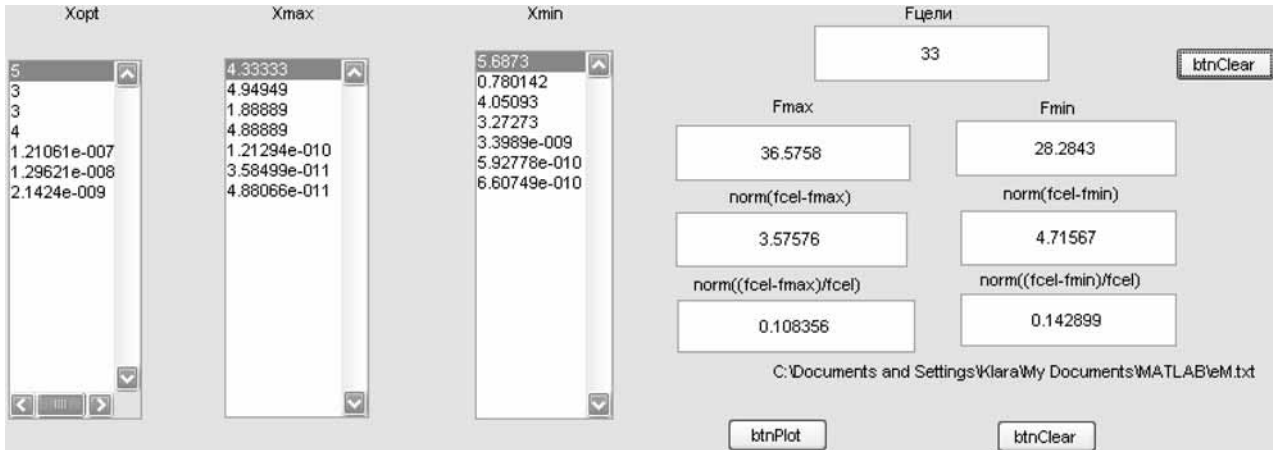 Xopt
Xmax
Xmin
Fцели
5
3
3
4
1.21061e-007
1.29621e-008
2.1424e-009
4.33333
4.94949
1.88889
4.88889
1.21294e-010
3.58499e-011
4.88066e-011
5.6873
0.780142
4.05093
3.27273
3.3989e-009
5.92778e-010
6.60749e-010
33
btnClear
Fmax
Fmin
36.5758
28.2843
norm(fcel-fmax)
norm(fcel-fmin)
3.57576
4.71567
norm((fcel-fmax)/fcel)
norm((fcel-fmin)/fcel)
0.108356
0.142899
C:\Documents and Settings\Klara\My Documents\MATLAB\eM.txt
btnPlot
btnClear